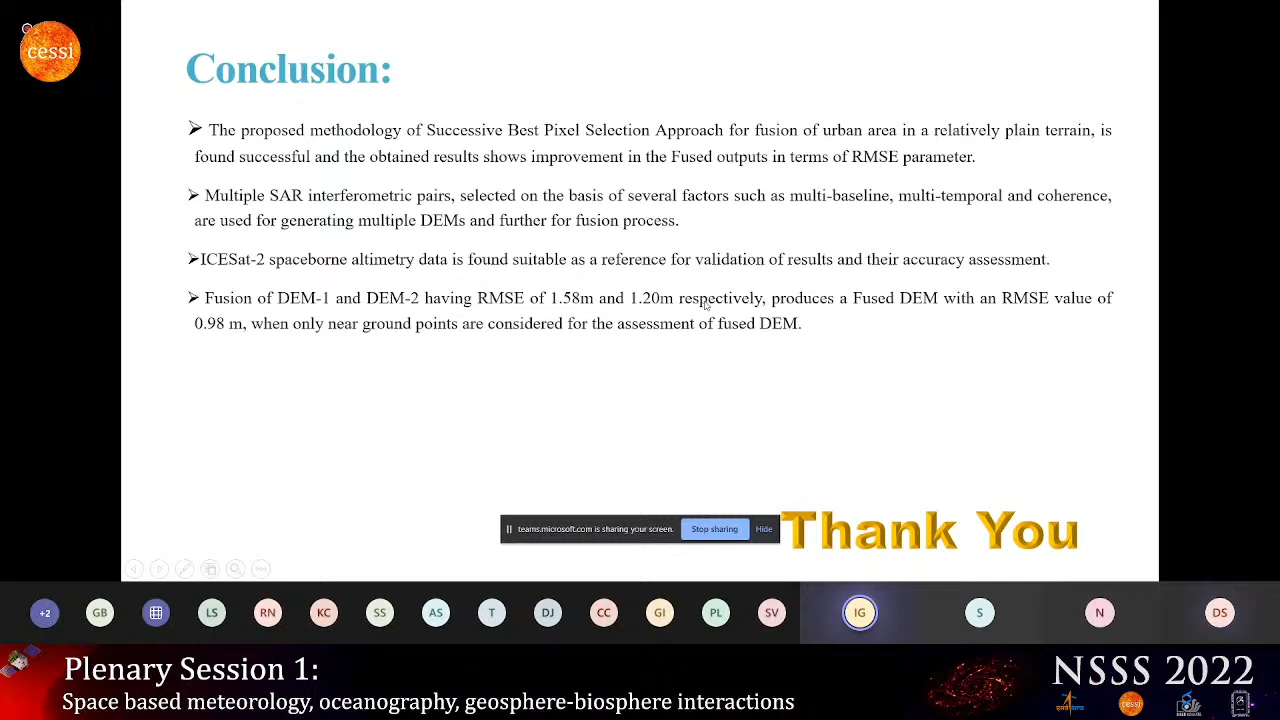 cessi
Conclusion:
➢ The proposed methodology of Successive Best Pixel Selection Approach for fusion of urban area in a relatively plain terrain, is
found successful and the obtained results shows improvement in the Fused outputs in terms of RMSE parameter.
➢ Multiple SAR interferometric pairs, selected on the basis of several factors such as multi-baseline, multi-temporal and coherence,
are used for generating multiple DEMs and further for fusion process.
➢ICESat-2 spaceborne altimetry data is found suitable as a reference for validation of results and their accuracy assessment.
➢ Fusion of DEM-1 and DEM-2 having RMSE of 1.58m and 1.20m respectively, produces a Fused DEM with an RMSE value of
0.98 m, when only near ground points are considered for the assessment of fused DEM.
teams.microsoft.com is sharing your screen. Stop sharing Hide
Thank You
+2 GB LS RN KC SS AS T DJ CC GI PL SV IG S N DS
Plenary Session 1:
Space based meteorology, oceanography, geosphere-biosphere interactions
NSSS 2022
cessi